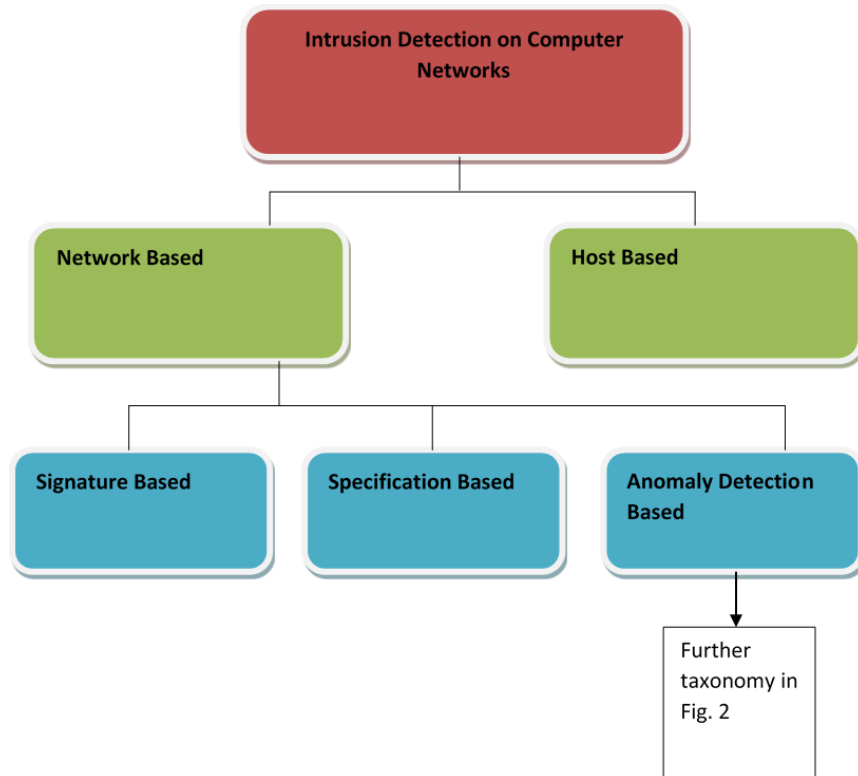 Intrusion Detection on Computer
Networks
Network Based
Host Based
Signature Based
Specification Based
Anomaly Detection
Based
Further
taxonomy in
Fig. 2